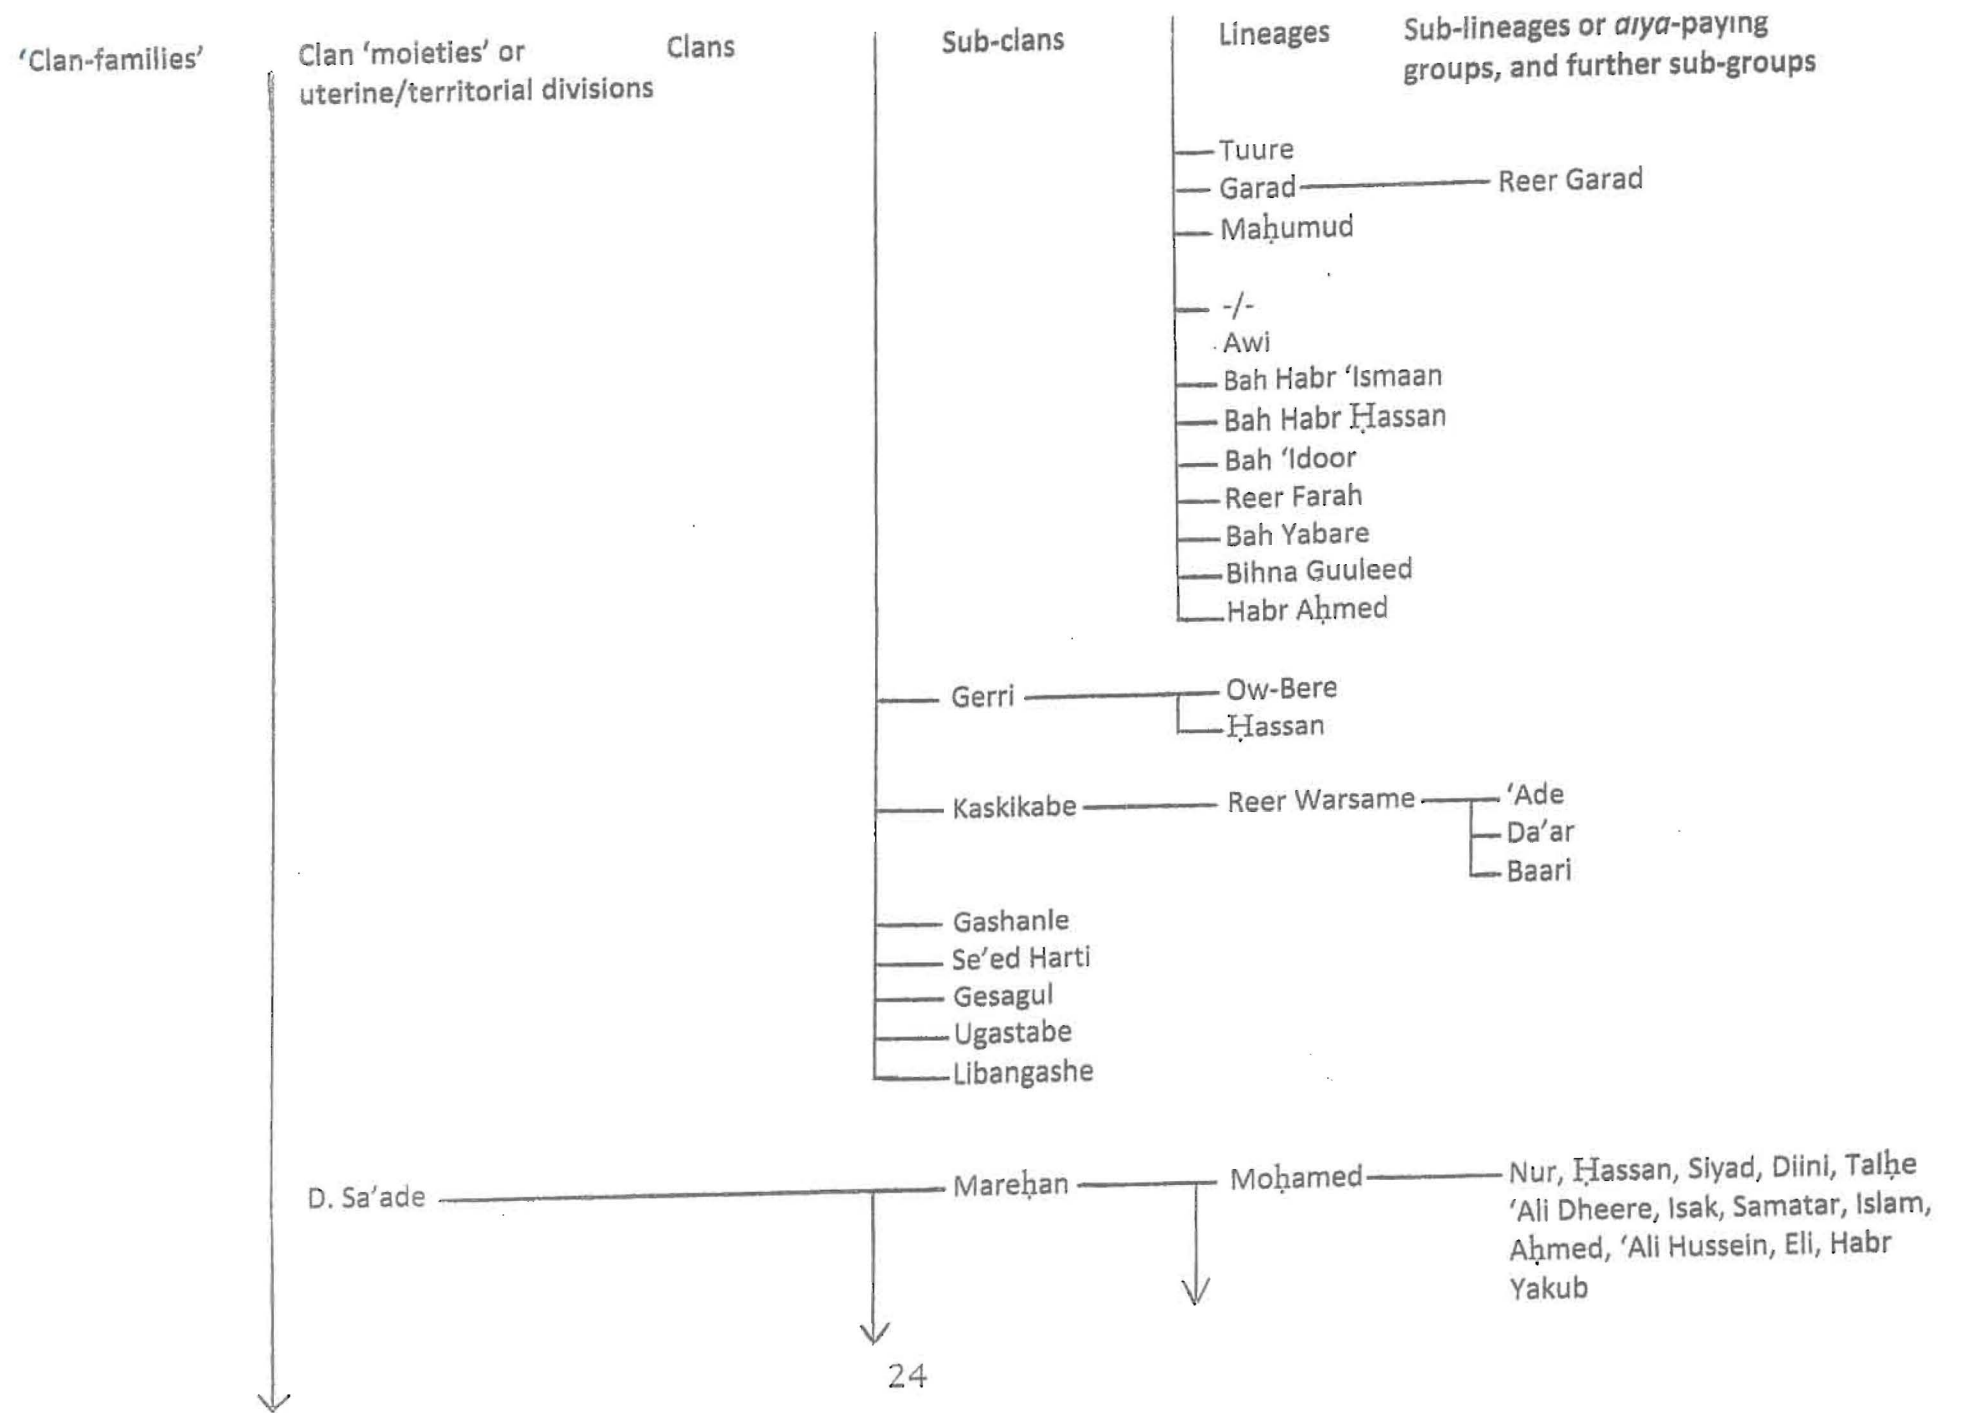 ‘Clan-families’
Clan ‘moieties’ or
uterine/territorial divisions
Clans
Sub-clans
Lineages
Sub-lineages or diya-paying
groups, and further sub-groups
Tuure
Garad
Reer Garad
Maḥumud
-/-
Awi
Bah Habr ‘Ismaan
Bah Habr Ḥassan
Bah ‘Idoor
Reer Farah
Bah Yabare
Bihna Guuleed
Habr Aḥmed
Gerri
Ow-Bere
Ḥassan
Kaskikabe
Reer Warsame
‘Ade
Da’ar
Baari
Gashanle
Se’ed Harti
Gesagul
Ugastabe
Libangashe
D. Sa’ade
Mareḥan
Moḥamed
Nur, Ḥassan, Siyad, Diini, Talḥe
‘Ali Dheere, Isak, Samatar, Islam,
Aḥmed, ‘Ali Hussein, Eli, Habr
Yakub
24